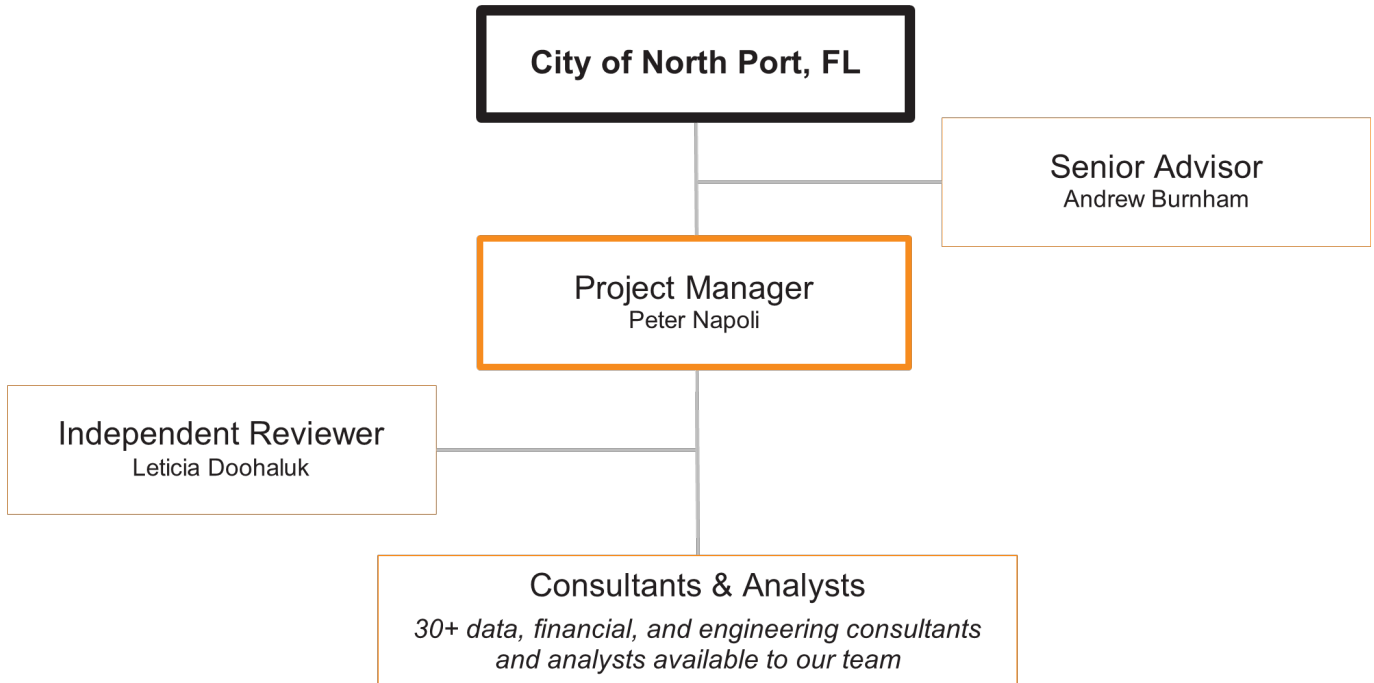 City of North Port, FL
Senior Advisor
Andrew Burnham
Project Manager
Peter Napoli
Independent Reviewer
Leticia Doohaluk
Consultants & Analysts
30+ data, financial, and engineering consultants
and analysts available to our team